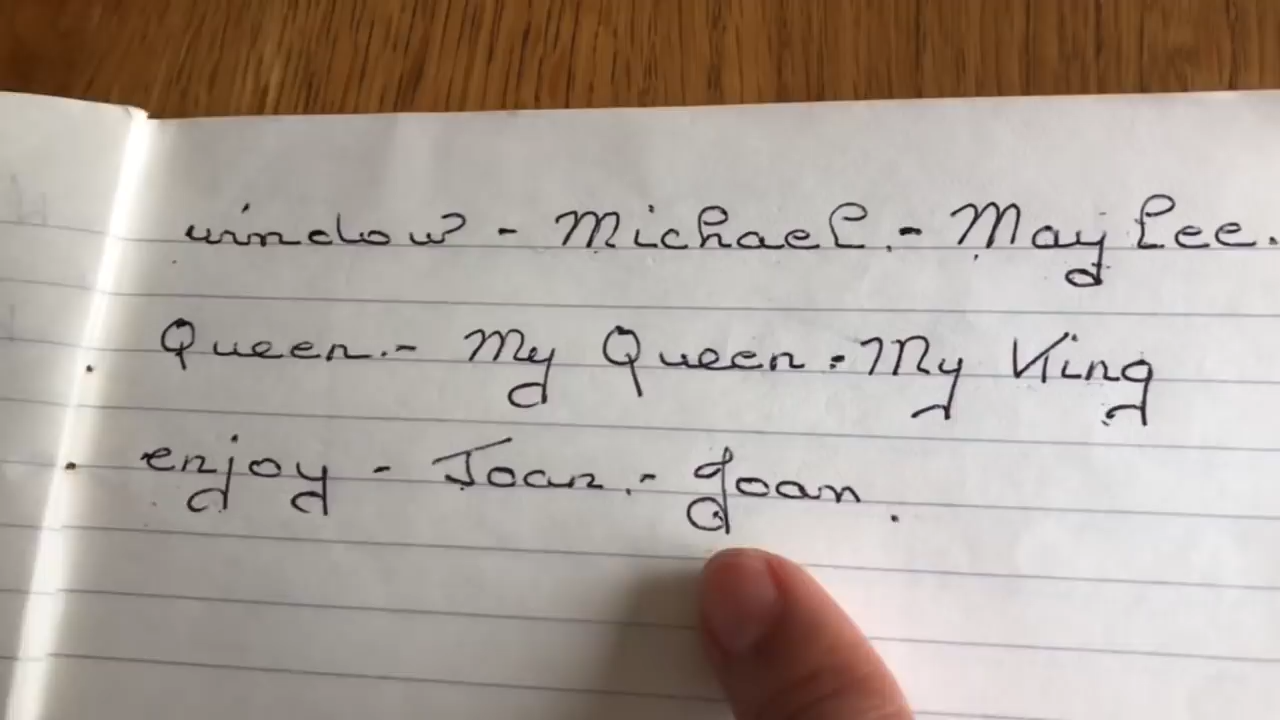 window - Michael. - May Lee.
Queen. - My Queen. My King
enjoy - Joan. - Joan.